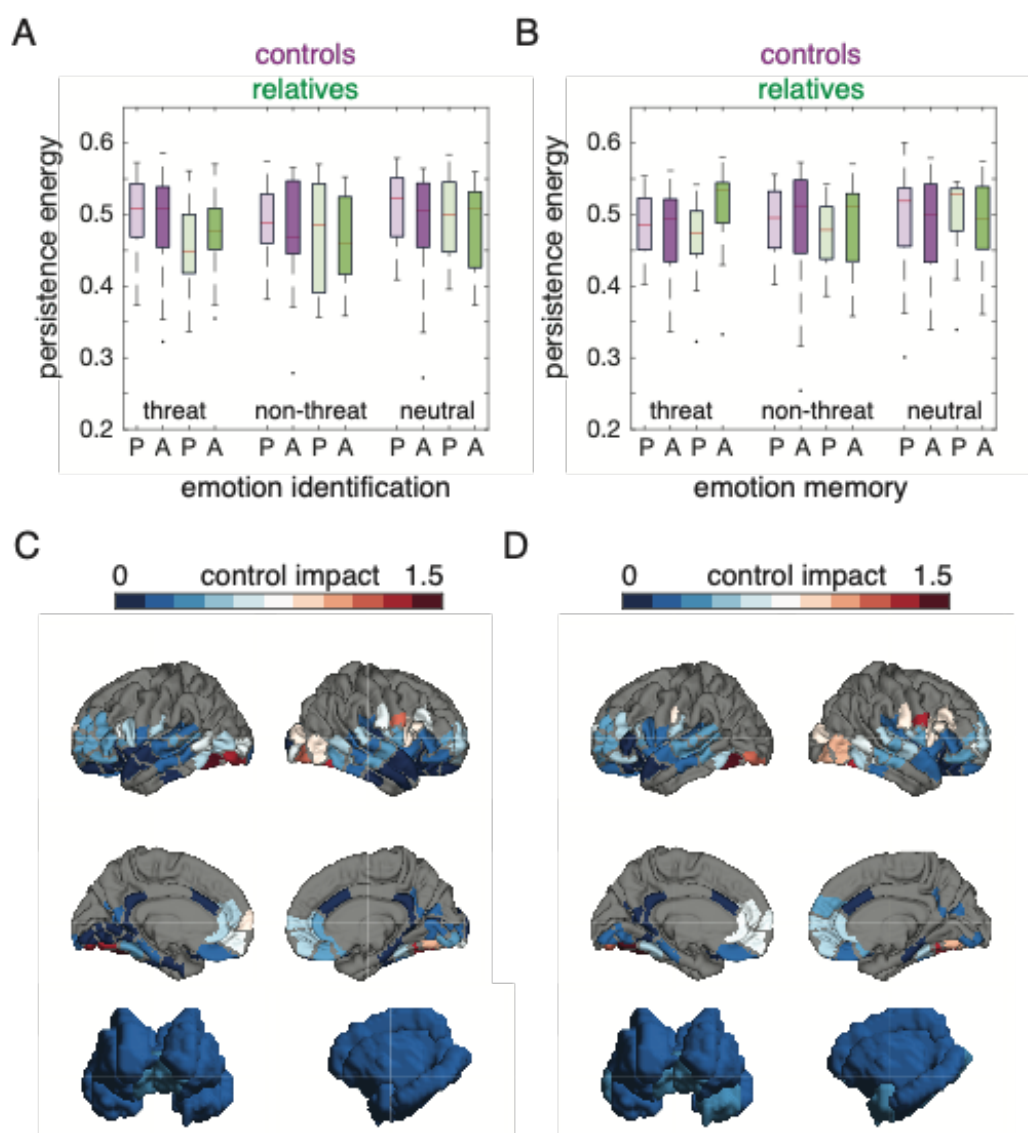 A
controls
relatives
persistence energy
0.6
0.5
0.4
0.3
0.2
threat non-threat neutral
P A P A P A P A P A P A
emotion identification
B
controls
relatives
persistence energy
0.6
0.5
0.4
0.3
0.2
threat non-threat neutral
P A P A P A P A P A P A
emotion memory
C
0 control impact 1.5
D
0 control impact 1.5